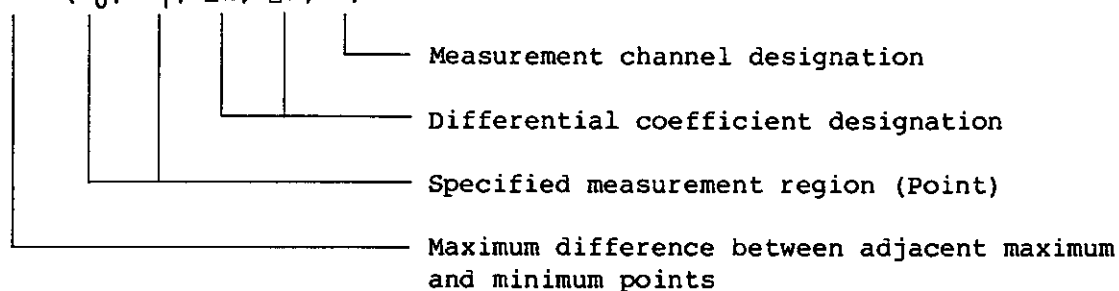 Measurement channel designation
Differential coefficient designation
Specified measurement region (Point)
Maximum difference between adjacent maximum
and minimum points